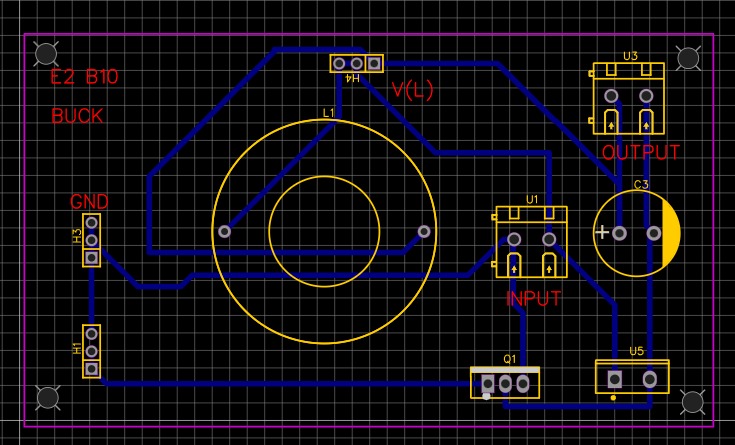 U3
E2 B10
H4
V(L)
BUCK
L1
OUTPUT
C3
GND
U1
H3
+
INPUT
H1
Q1
U5